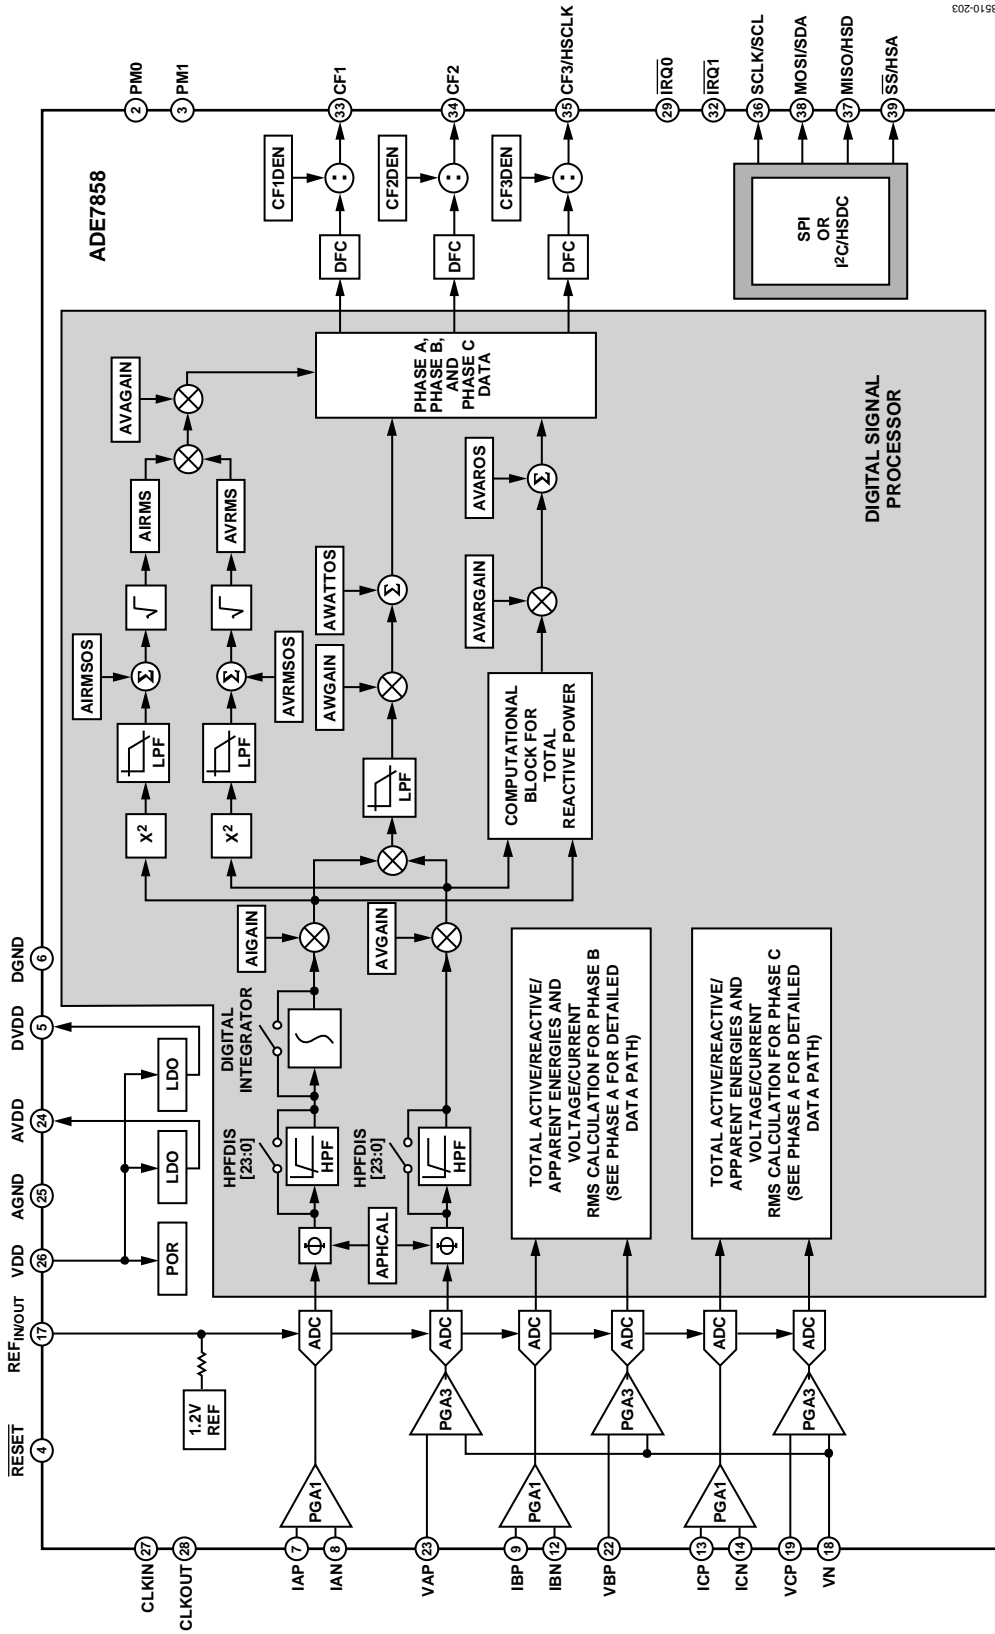 RESET
4
REFIN/OUT
17
VDD
26
AGND
25
AVDD
24
DVDD
5
DGND
6
CLKIN
27
CLKOUT
28
1.2V
REF
POR
LDO
LDO
IAP
7
IAN
8
PGA1
ADC
VAP
23
PGA3
ADC
IBP
9
IBN
12
PGA1
ADC
VBP
22
PGA3
ADC
ICP
13
ICN
14
PGA1
ADC
VCP
19
VN
18
PGA3
ADC
Φ
APHCAL
Φ
HPFDIS
[23:0]
HPF
HPFDIS
[23:0]
HPF
DIGITAL
INTEGRATOR
AIGAIN
AVGAIN
X²
LPF
AIRMSOS
Σ
√
AIRMS
X²
LPF
AVRMSOS
Σ
√
AVRMS
AVAGAIN
LPF
AWGAIN
AWATTOS
Σ
COMPUTATIONAL
BLOCK FOR
TOTAL
REACTIVE POWER
AVARGAIN
AVAROS
Σ
TOTAL ACTIVE/REACTIVE/
APPARENT ENERGIES AND
VOLTAGE/CURRENT
RMS CALCULATION FOR PHASE B
(SEE PHASE A FOR DETAILED
DATA PATH)
TOTAL ACTIVE/REACTIVE/
APPARENT ENERGIES AND
VOLTAGE/CURRENT
RMS CALCULATION FOR PHASE C
(SEE PHASE A FOR DETAILED
DATA PATH)
PHASE A,
PHASE B,
AND
PHASE C
DATA
DIGITAL SIGNAL
PROCESSOR
ADE7858
DFC
CF1DEN
:
33
CF1
DFC
CF2DEN
:
34
CF2
DFC
CF3DEN
:
35
CF3/HSCLK
2
PM0
3
PM1
29
IRQ0
32
IRQ1
SPI
OR
I²C/HSDC
36
SCLK/SCL
38
MOSI/SDA
37
MISO/HSD
39
SS/HSA
8510-203